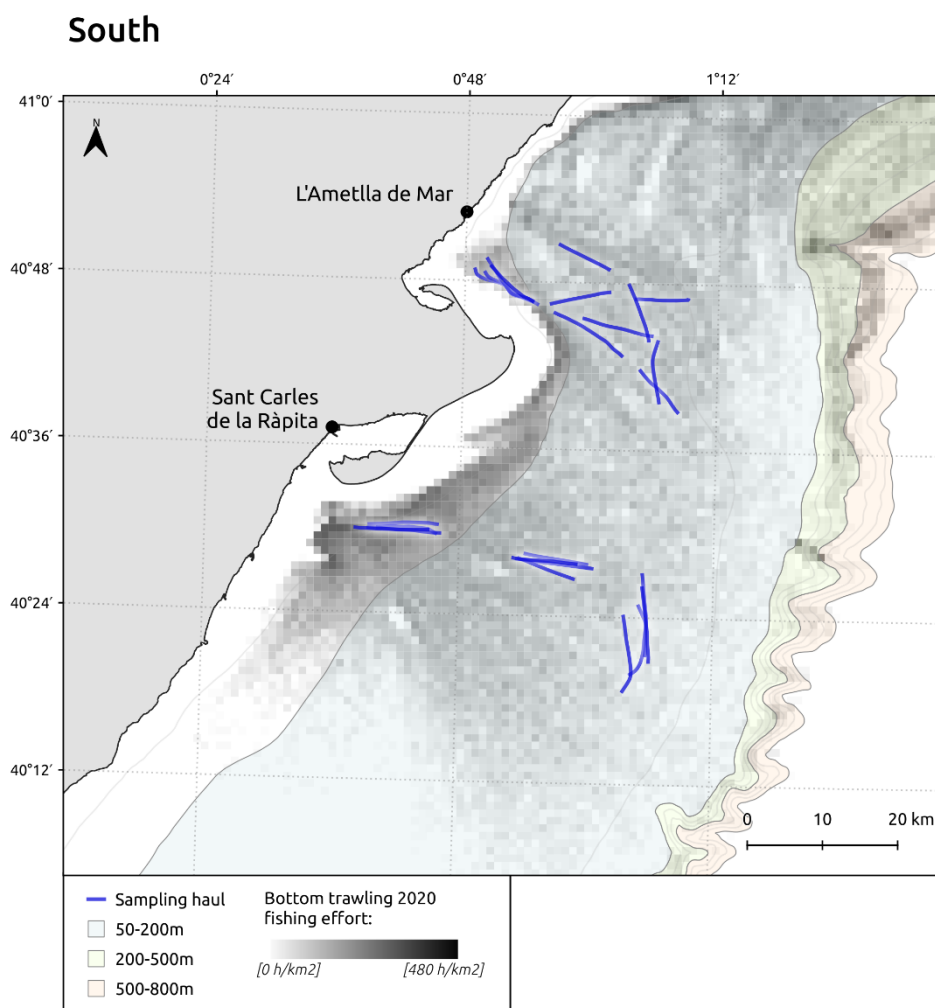 South
0°24′
0°48′
1°12′
41°0′
N
L'Ametlla de Mar
40°48′
Sant Carles
de la Ràpita
40°36′
40°24′
40°12′
0
10
20 km
Sampling haul
50-200m
200-500m
500-800m
Bottom trawling 2020
fishing effort:
[0 h/km2]
[480 h/km2]